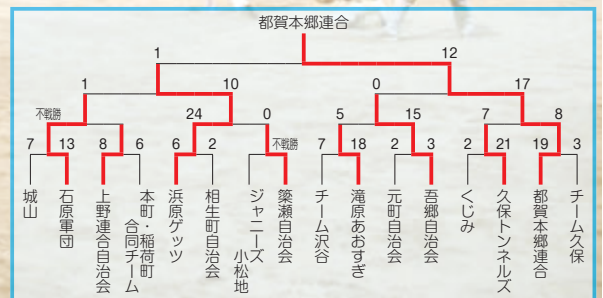 都賀本郷連合
1
12
1
10
0
17
不戦勝
24
0
5
15
7
8
7
13
8
6
6
2
不戦勝
7
18
2
3
2
21
19
3
城山
石原軍団
上野連合自治会
本町・稲荷町
合同チーム
浜原ゲッツ
相生町自治会
ジャニーズ
小松地
簗瀬自治会
チーム沢谷
滝原あおすぎ
元町自治会
吾郷自治会
くじみ
久保トンネルズ
都賀本郷連合
チーム久保